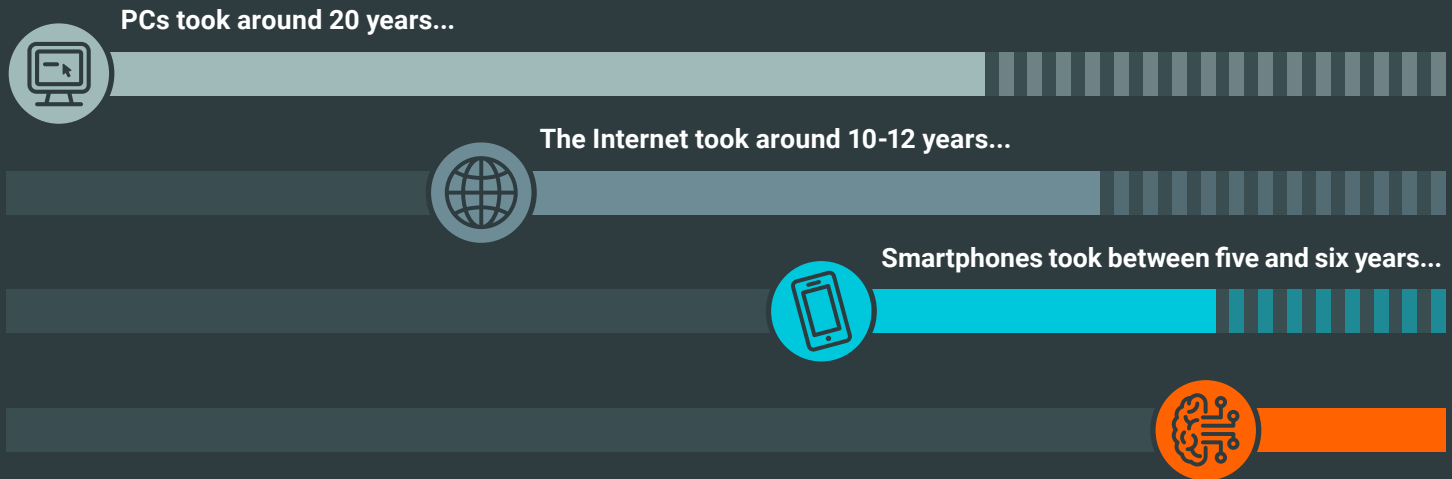 PCs took around 20 years...
The Internet took around 10-12 years...
Smartphones took between five and six years...